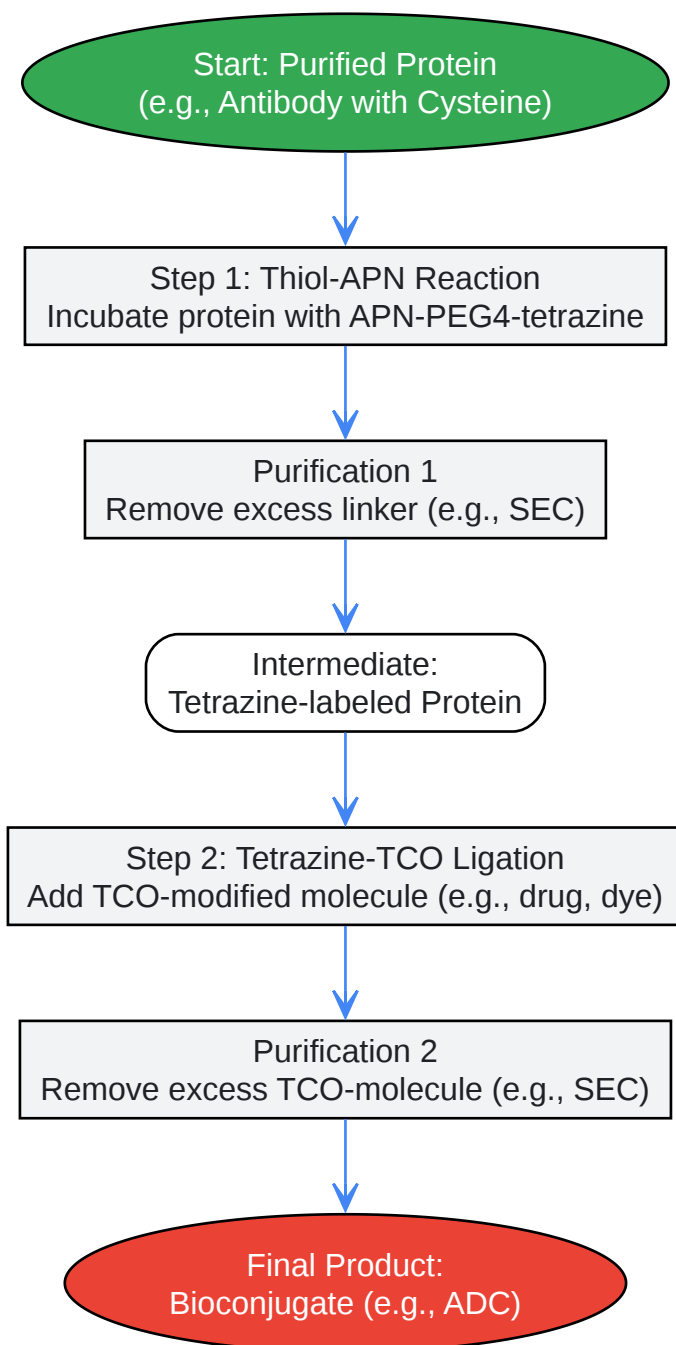 Start: Purified Protein
(e.g., Antibody with Cysteine)
Step 1: Thiol-APN Reaction
Incubate protein with APN-PEG4-tetrazine
Purification 1
Remove excess linker (e.g., SEC)
Intermediate:
Tetrazine-labeled Protein
Step 2: Tetrazine-TCO Ligation
Add TCO-modified molecule (e.g., drug, dye)
Purification 2
Remove excess TCO-molecule (e.g., SEC)
Final Product:
Bioconjugate (e.g., ADC)